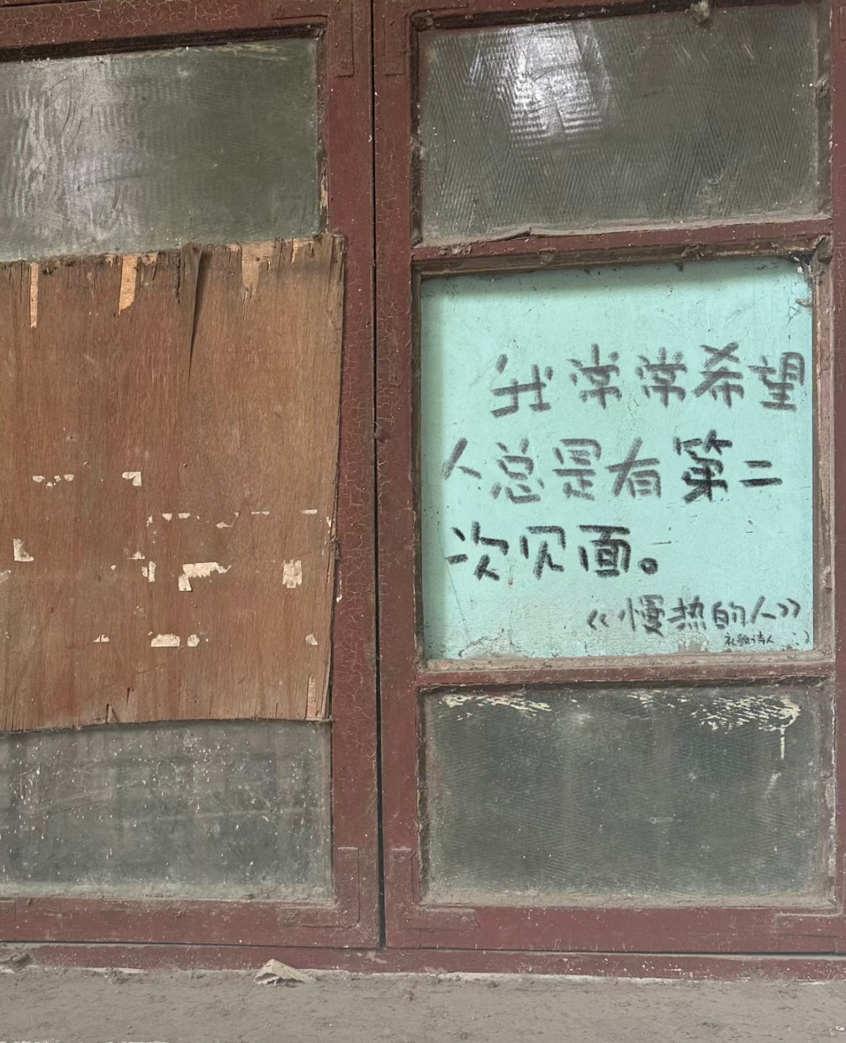 我常常希望
人总是有第二
次见面。
《慢热的人》